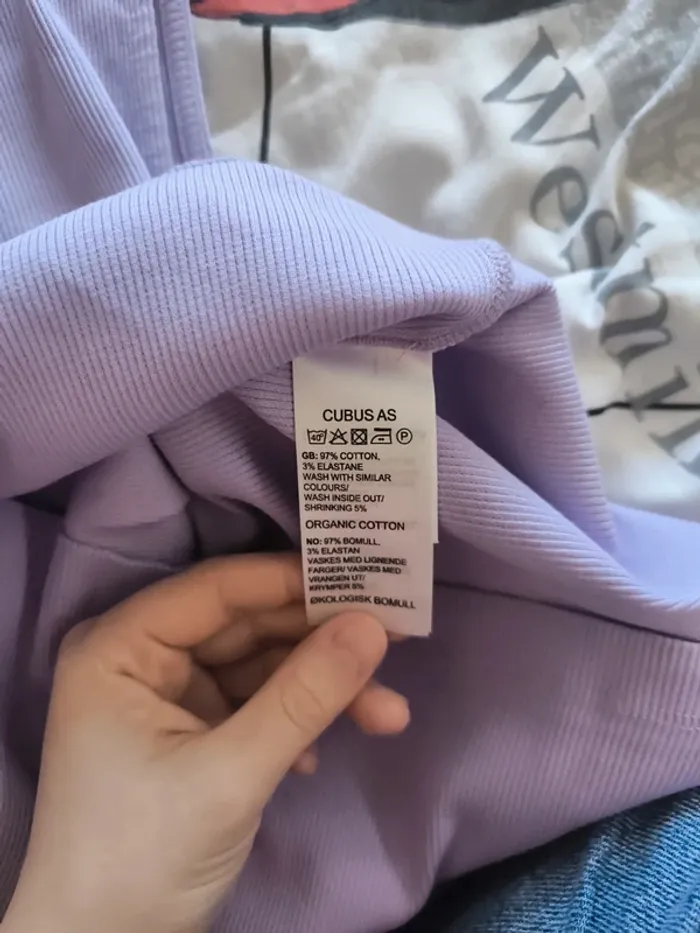 CUBUS AS
40°
P
GB: 97% COTTON,
3% ELASTANE
WASH WITH SIMILAR
COLOURS/
WASH INSIDE OUT/
SHRINKING 5%
ORGANIC COTTON
NO: 97% BOMULL,
3% ELASTAN
VASKES MED LIGNENDE
FARGER/ VASKES MED
VRANGEN UT/
KRYMPER 5%
ØKOLOGISK BOMULL